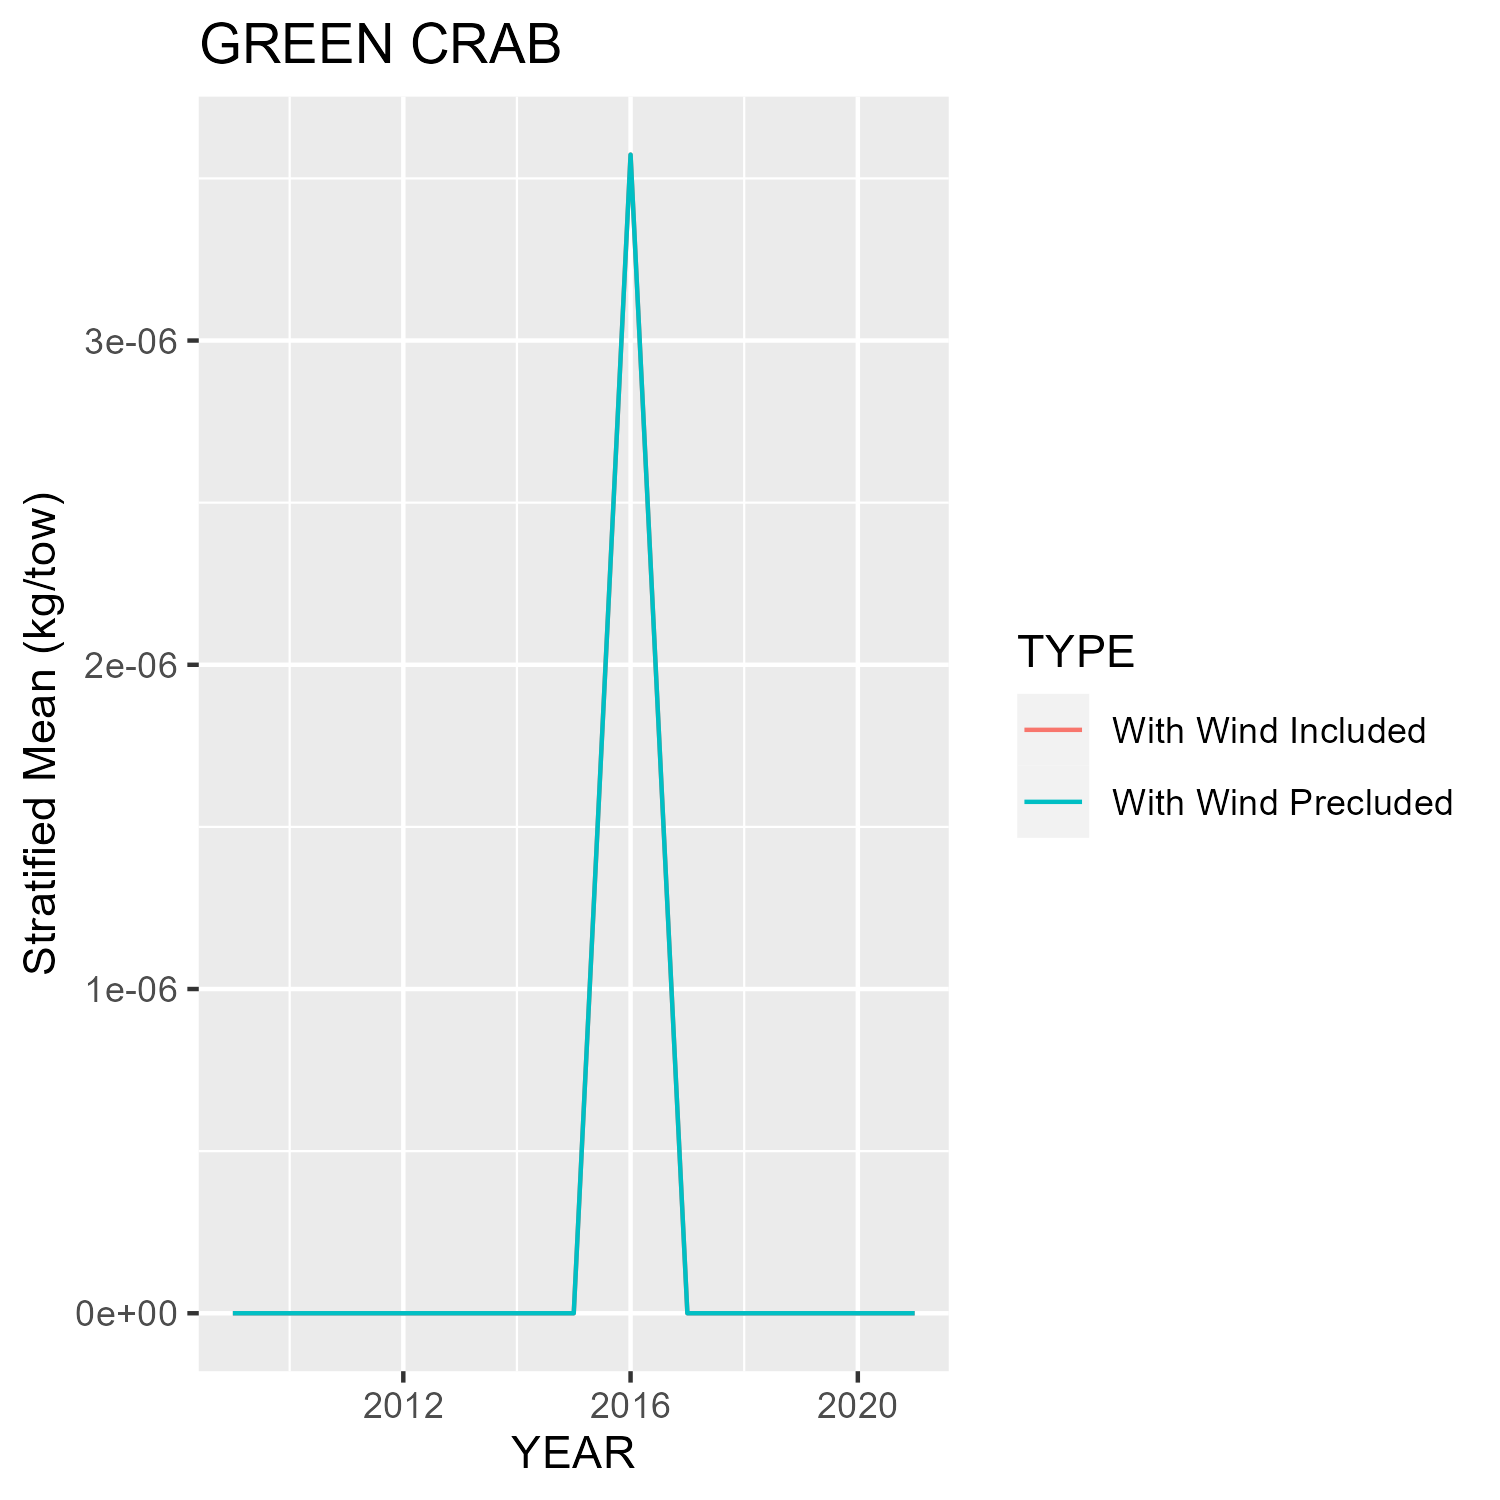 GREEN CRAB
Stratified Mean (kg/tow)
3e-06
2e-06
1e-06
0e+00
2012
2016
2020
YEAR
TYPE
With Wind Included
With Wind Precluded